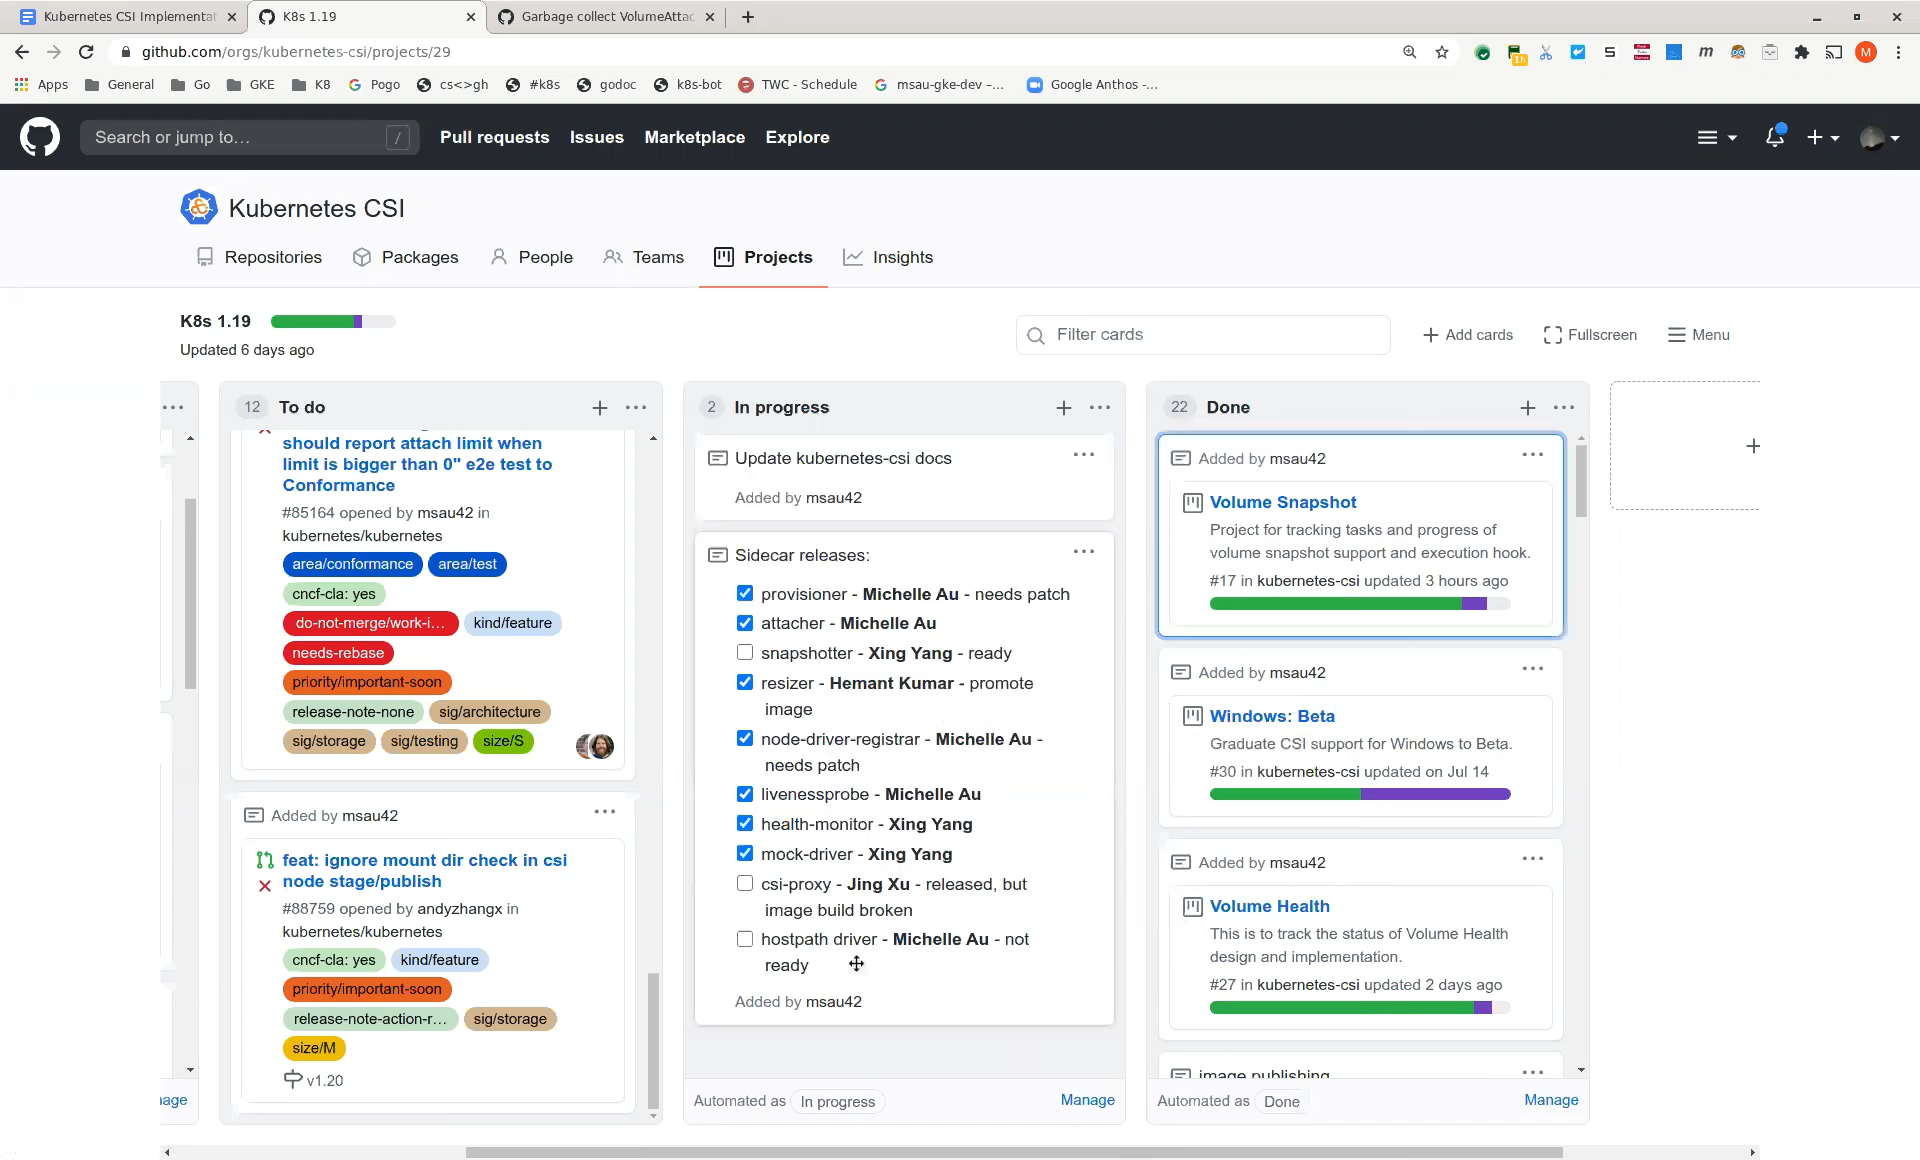 Kubernetes CSI Implementat
K8s 1.19
Garbage collect VolumeAttac
github.com/orgs/kubernetes-csi/projects/29
1h
S
m
M
Apps
General
Go
GKE
K8
Pogo
cs<>gh
#k8s
godoc
k8s-bot
TWC - Schedule
msau-gke-dev –...
Google Anthos -...
Search or jump to...
/
Pull requests
Issues
Marketplace
Explore
Kubernetes CSI
Repositories
Packages
People
Teams
Projects
Insights
K8s 1.19
Updated 6 days ago
Filter cards
Add cards
Fullscreen
Menu
12 To do
should report attach limit when
limit is bigger than 0" e2e test to
Conformance
#85164 opened by msau42 in
kubernetes/kubernetes
area/conformance
area/test
cncf-cla: yes
do-not-merge/work-i...
kind/feature
needs-rebase
priority/important-soon
release-note-none
sig/architecture
sig/storage
sig/testing
size/S
Added by msau42
feat: ignore mount dir check in csi
node stage/publish
#88759 opened by andyzhangx in
kubernetes/kubernetes
cncf-cla: yes
kind/feature
priority/important-soon
release-note-action-r...
sig/storage
size/M
v1.20
2 In progress
Update kubernetes-csi docs
Added by msau42
Sidecar releases:
provisioner - Michelle Au - needs patch
attacher - Michelle Au
snapshotter - Xing Yang - ready
resizer - Hemant Kumar - promote
image
node-driver-registrar - Michelle Au -
needs patch
livenessprobe - Michelle Au
health-monitor - Xing Yang
mock-driver - Xing Yang
csi-proxy - Jing Xu - released, but
image build broken
hostpath driver - Michelle Au - not
ready
Added by msau42
Automated as In progress
Manage
22 Done
Added by msau42
Volume Snapshot
Project for tracking tasks and progress of
volume snapshot support and execution hook.
#17 in kubernetes-csi updated 3 hours ago
Added by msau42
Windows: Beta
Graduate CSI support for Windows to Beta.
#30 in kubernetes-csi updated on Jul 14
Added by msau42
Volume Health
This is to track the status of Volume Health
design and implementation.
#27 in kubernetes-csi updated 2 days ago
image publishing
Automated as Done
Manage